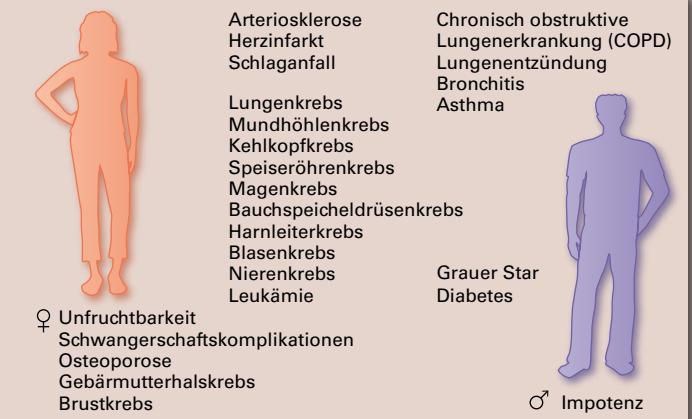 Arteriosklerose
Herzinfarkt
Schlaganfall
Lungenkrebs
Mundhöhlenkrebs
Kehlkopfkrebs
Speiseröhrenkrebs
Magenkrebs
Bauchspeicheldrüsenkrebs
Harnleiterkrebs
Blasenkrebs
Nierenkrebs
Leukämie
Chronisch obstruktive
Lungenerkrankung (COPD)
Lungenentzündung
Bronchitis
Asthma
Grauer Star
Diabetes
♀ Unfruchtbarkeit
Schwangerschaftskomplikationen
Osteoporose
Gebärmutterhalskrebs
Brustkrebs
♂ Impotenz